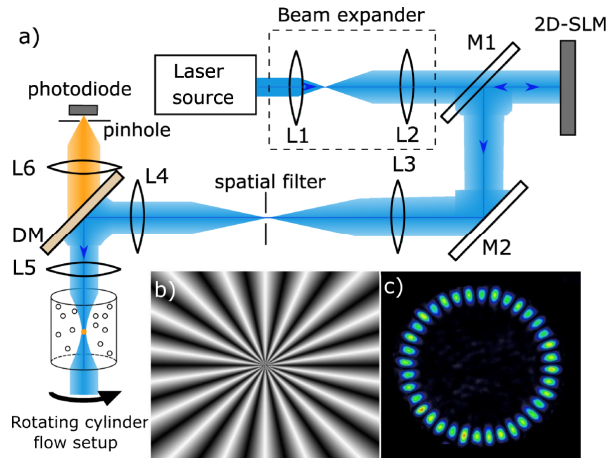 a)
Beam expander
Laser
source
L1
L2
M1
2D-SLM
photodiode
pinhole
L6
L4
spatial filter
L3
DM
M2
L5
b)
c)
Rotating cylinder
flow setup